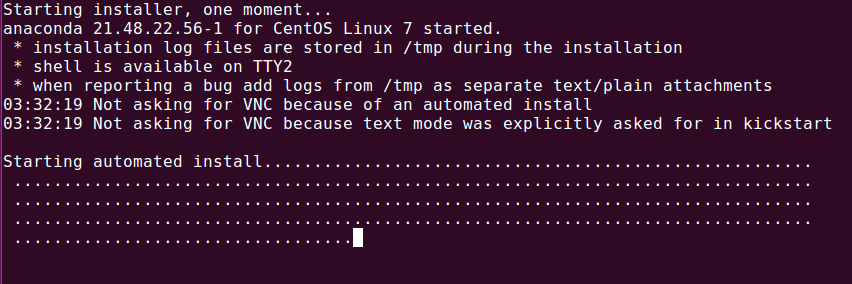 Starting installer, one moment...
anaconda 21.48.22.56-1 for CentOS Linux 7 started.
 * installation log files are stored in /tmp during the installation
 * shell is available on TTY2
 * when reporting a bug add logs from /tmp as separate text/plain attachments
03:32:19 Not asking for VNC because of an automated install
03:32:19 Not asking for VNC because text mode was explicitly asked for in kickstart
Starting automated install.......................................................
 ................................................................................
 ................................................................................
 ................................................................................
 ..................................